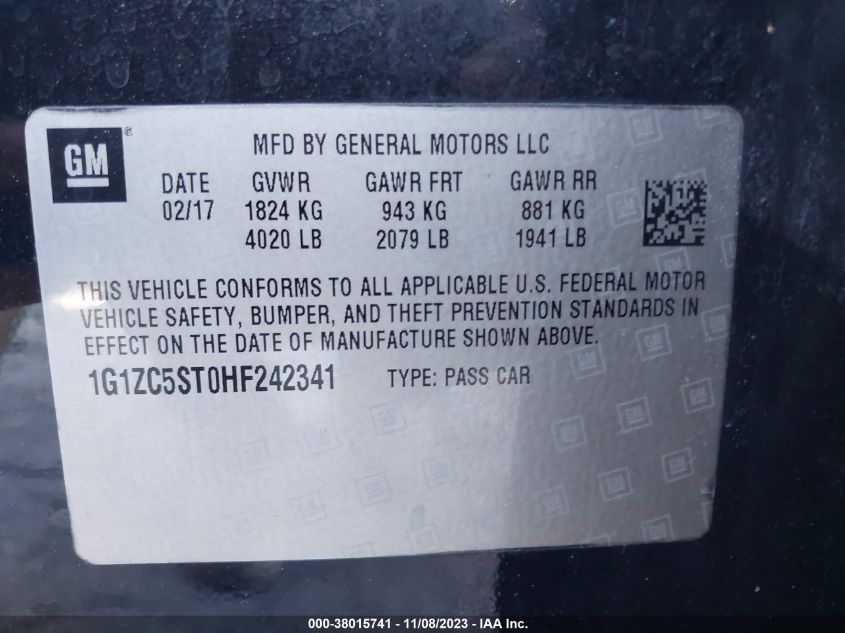 GM ®
MFD BY GENERAL MOTORS LLC
DATE GVWR GAWR FRT GAWR RR
02/17 1824 KG 943 KG 881 KG
4020 LB 2079 LB 1941 LB
THIS VEHICLE CONFORMS TO ALL APPLICABLE U.S. FEDERAL MOTOR
VEHICLE SAFETY, BUMPER, AND THEFT PREVENTION STANDARDS IN
EFFECT ON THE DATE OF MANUFACTURE SHOWN ABOVE.
1G1ZC5ST0HF242341 TYPE: PASS CAR
000-38015741 - 11/08/2023 - IAA Inc.